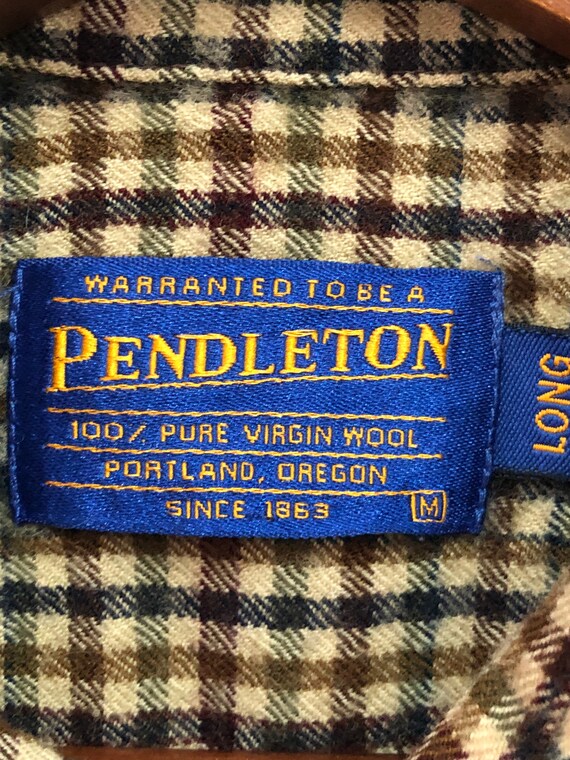 WARRANTED TO BE A
PENDLETON
100% PURE VIRGIN WOOL
PORTLAND, OREGON
SINCE 1863
M
LONG